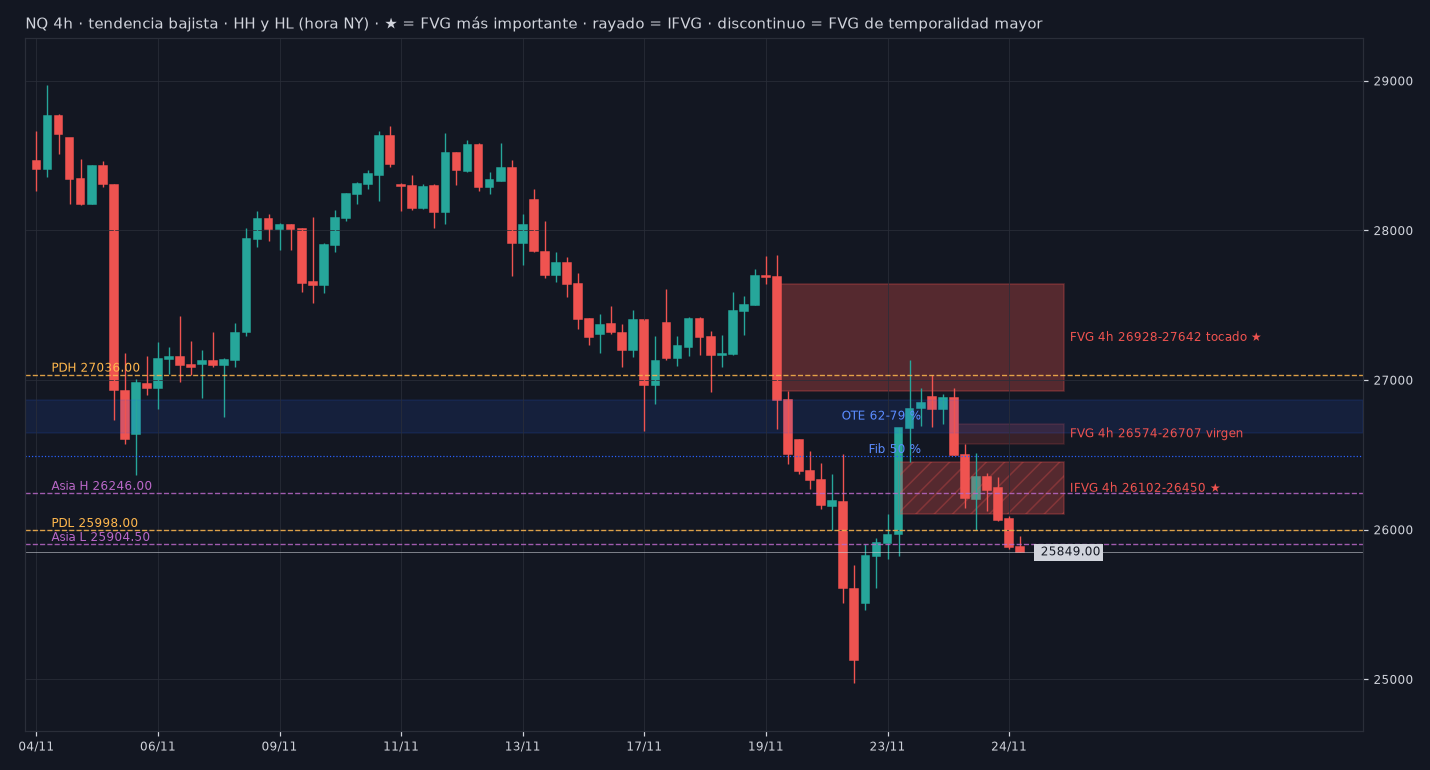 NQ 4h · tendencia bajista · HH y HL (hora NY) · ★ = FVG más importante · rayado = IFVG · discontinuo = FVG de temporalidad mayor
29000
28000
FVG 4h 26928-27642 tocado ★
PDH 27036.00
27000
OTE 62-79 %
FVG 4h 26574-26707 virgen
Fib 50 %
Asia H 26246.00
IFVG 4h 26102-26450 ★
PDL 25998.00
26000
Asia L 25904.50
25849.00
25000
04/11 06/11 09/11 11/11 13/11 17/11 19/11 23/11 24/11